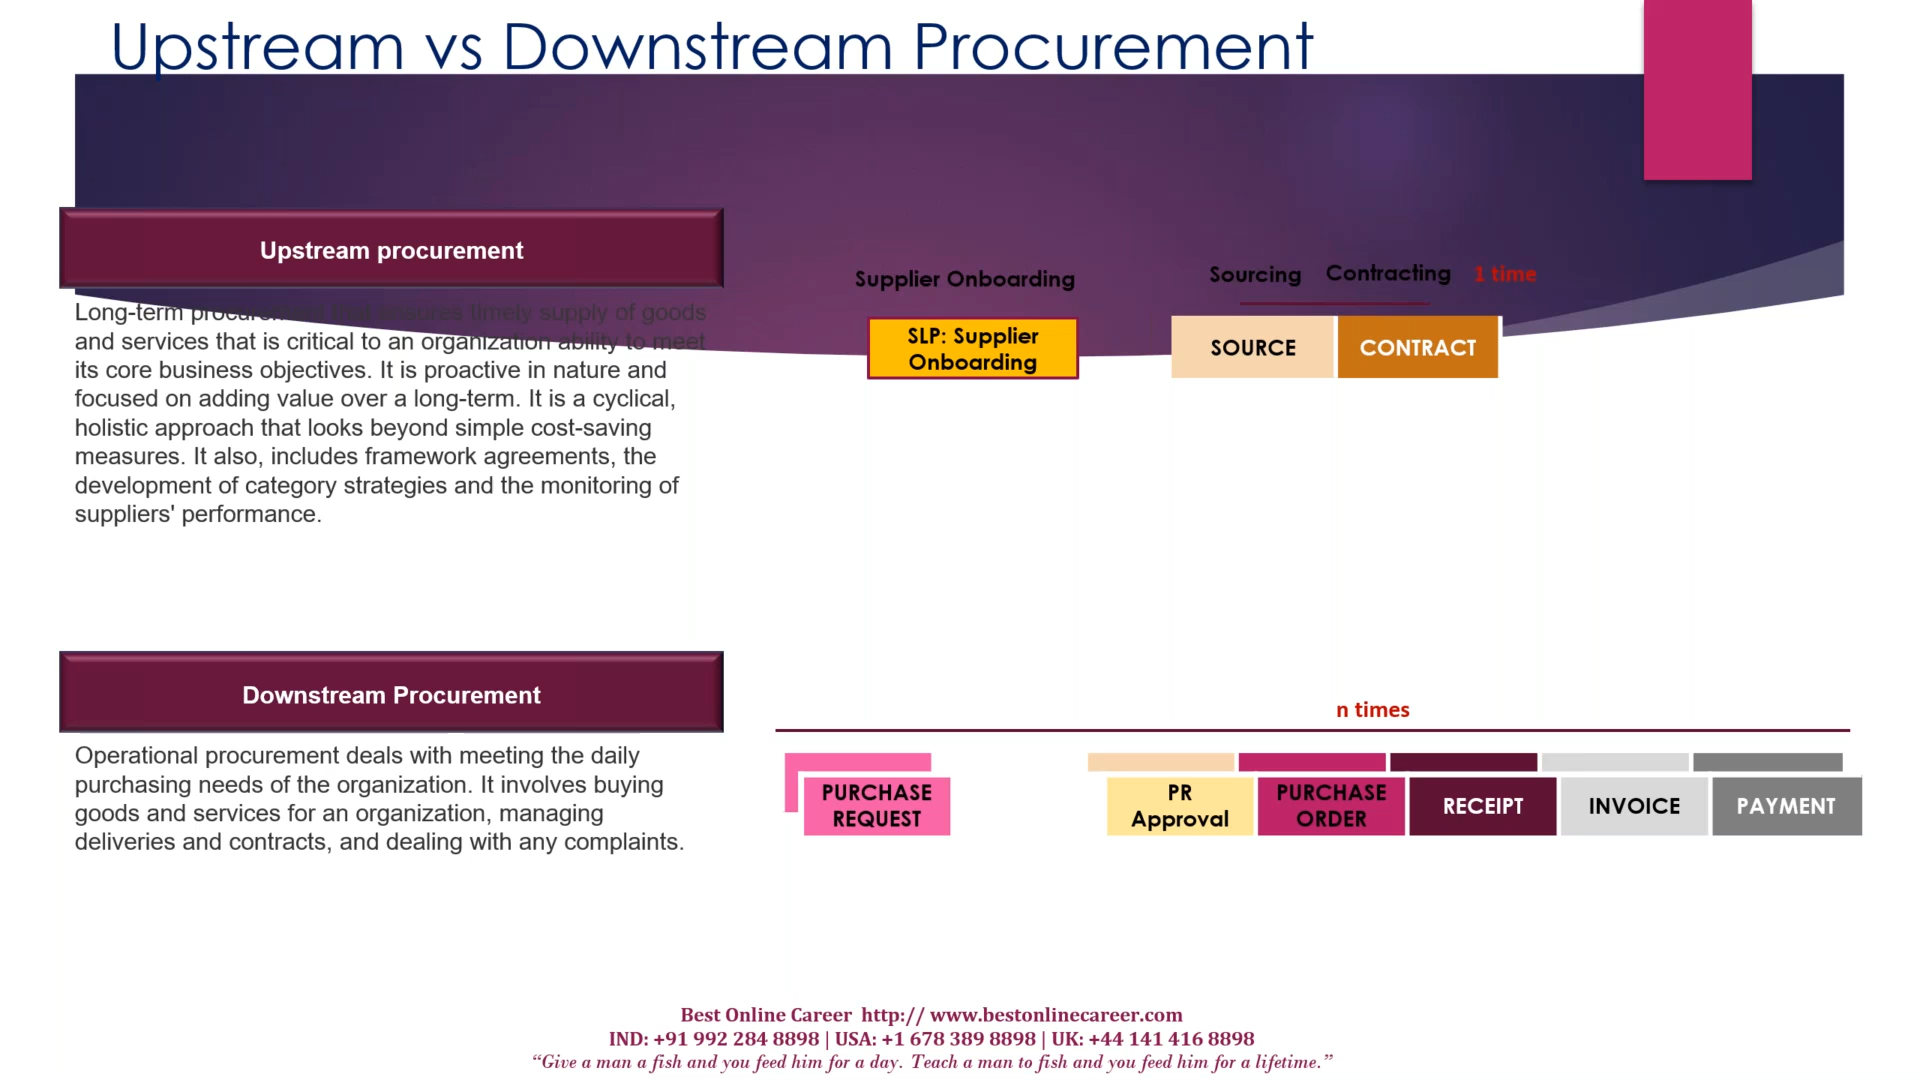 Upstream vs Downstream Procurement
Upstream procurement
Long-term procurement that ensures timely supply of goods
and services that is critical to an organization ability to meet
its core business objectives. It is proactive in nature and
focused on adding value over a long-term. It is a cyclical,
holistic approach that looks beyond simple cost-saving
measures. It also, includes framework agreements, the
development of category strategies and the monitoring of
suppliers' performance.
Supplier Onboarding
SLP: Supplier
Onboarding
Sourcing Contracting 1 time
SOURCE CONTRACT
Downstream Procurement
Operational procurement deals with meeting the daily
purchasing needs of the organization. It involves buying
goods and services for an organization, managing
deliveries and contracts, and dealing with any complaints.
n times
PURCHASE
REQUEST
PR
Approval
PURCHASE
ORDER
RECEIPT
INVOICE
PAYMENT
Best Online Career http:// www.bestonlinecareer.com
IND: +91 992 284 8898 | USA: +1 678 389 8898 | UK: +44 141 416 8898
“Give a man a fish and you feed him for a day. Teach a man to fish and you feed him for a lifetime.”